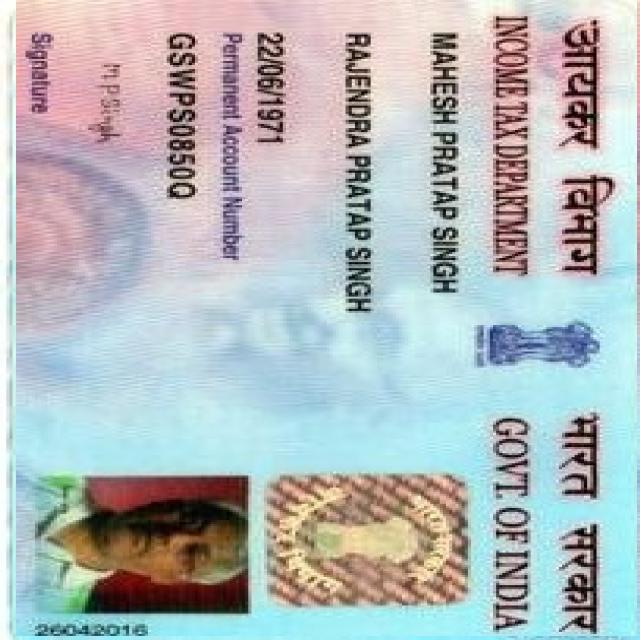 आयकर विभाग
INCOME TAX DEPARTMENT
भारत सरकार
GOVT. OF INDIA
MAHESH PRATAP SINGH
RAJENDRA PRATAP SINGH
22/06/1971
Permanent Account Number
GSWPS0850Q
Signature
26042016